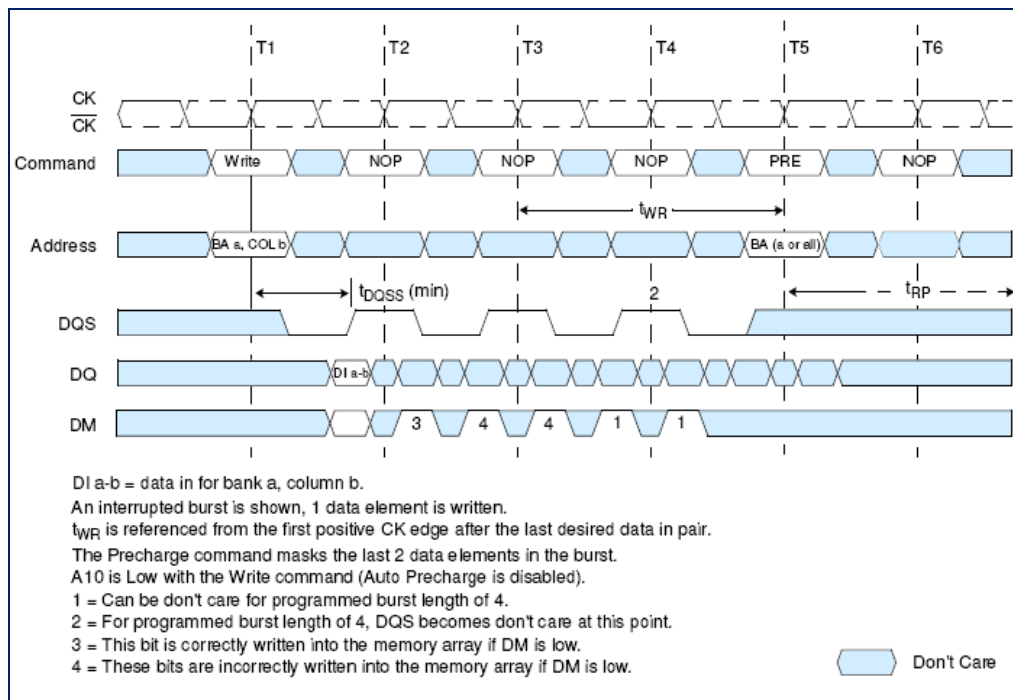 T1 T2 T3 T4 T5 T6
CK
CK
Command Write NOP NOP NOP PRE NOP
tWR
Address BA a, COL b BA (a or all)
tDQSS (min) 2 tRP
DQS
DQ DI a-b
DM 3 4 4 1 1
DI a-b = data in for bank a, column b.
An interrupted burst is shown, 1 data element is written.
tWR is referenced from the first positive CK edge after the last desired data in pair.
The Precharge command masks the last 2 data elements in the burst.
A10 is Low with the Write command (Auto Precharge is disabled).
1 = Can be don't care for programmed burst length of 4.
2 = For programmed burst length of 4, DQS becomes don't care at this point.
3 = This bit is correctly written into the memory array if DM is low.
4 = These bits are incorrectly written into the memory array if DM is low.
Don't Care